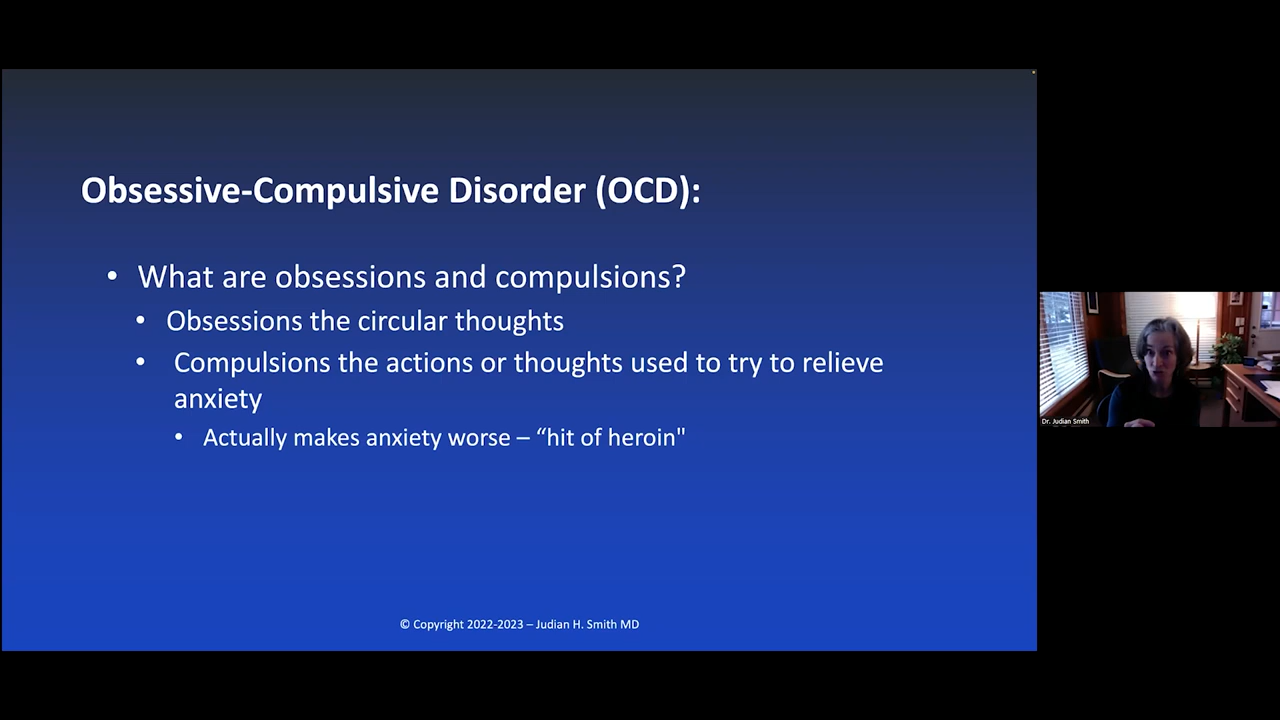 Obsessive-Compulsive Disorder (OCD):
• What are obsessions and compulsions?
• Obsessions the circular thoughts
• Compulsions the actions or thoughts used to try to relieve
anxiety
• Actually makes anxiety worse – “hit of heroin"
© Copyright 2022-2023 – Judian H. Smith MD
Dr. Judian Smith